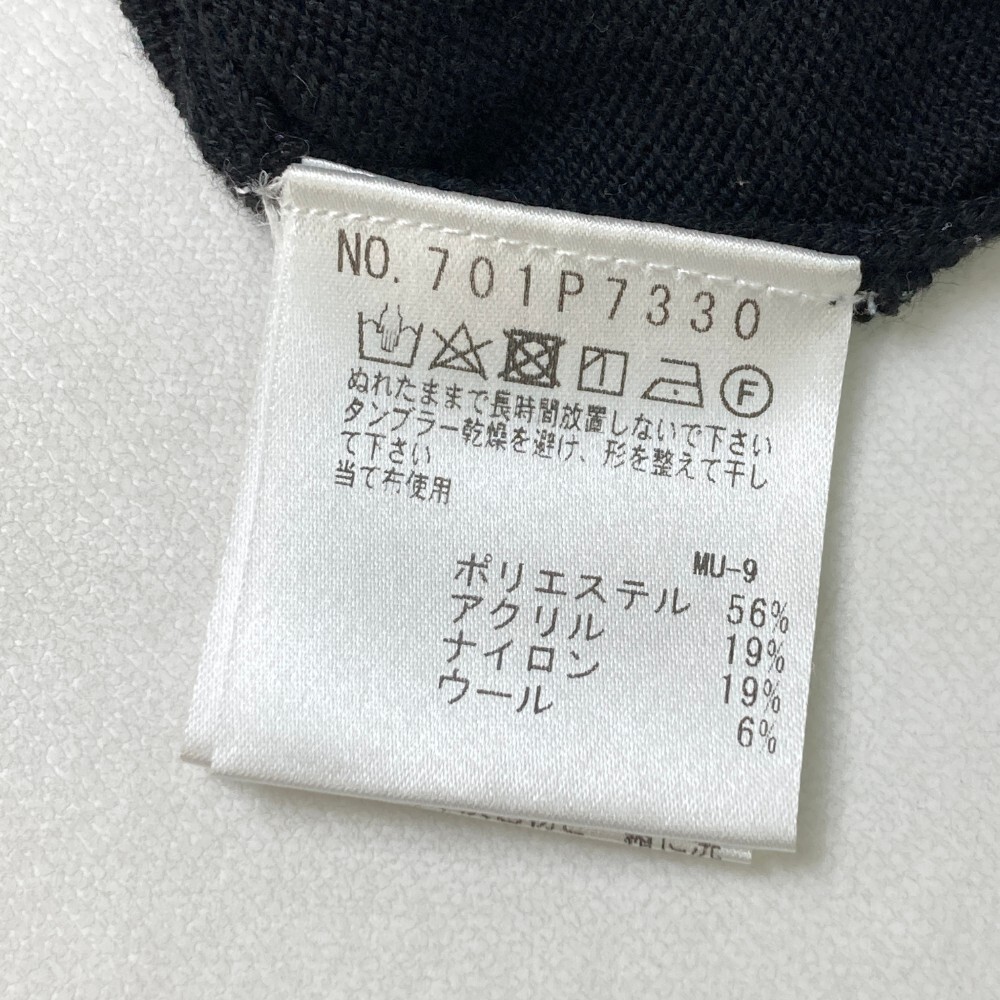 NO. 701P7330
F
ぬれたままで長時間放置しないで下さい
タンブラー乾燥を避け、形を整えて干し
て下さい
当て布使用
MU-9
ポリエステル 56%
アクリル 19%
ナイロン 19%
ウール 6%